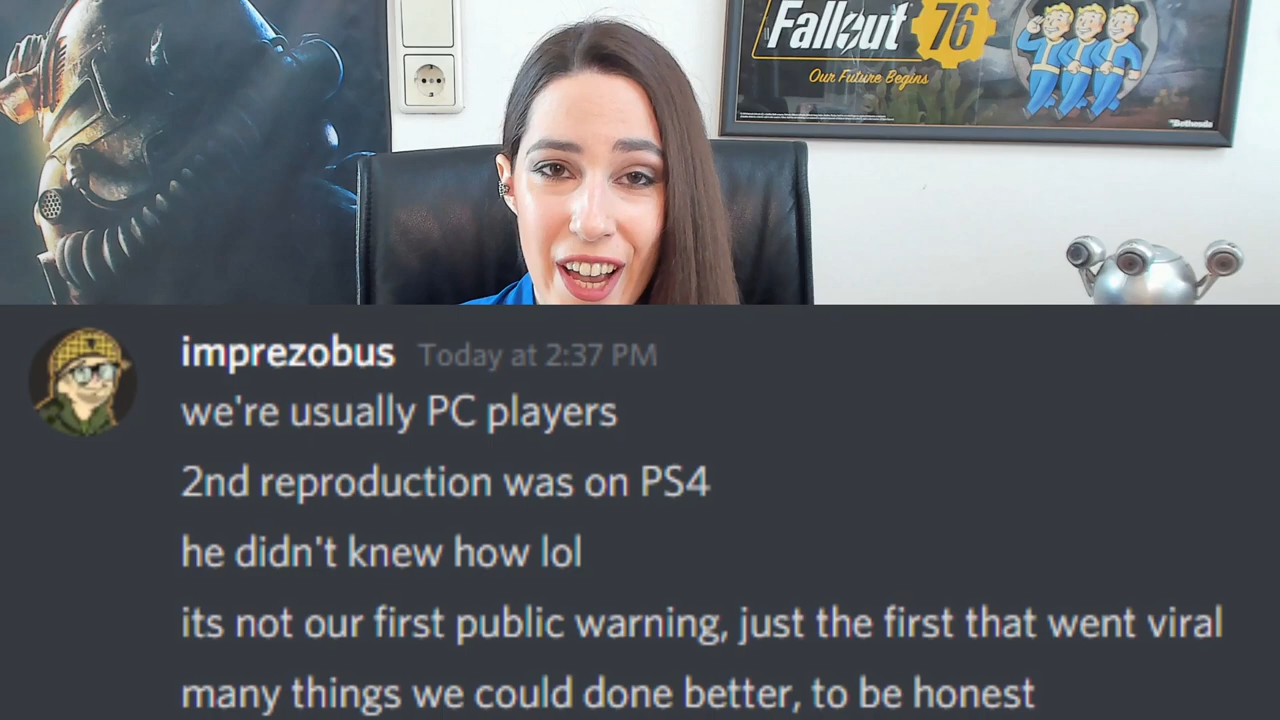 Fallout 76
Our Future Begins
Bethesda
imprezobus Today at 2:37 PM
we're usually PC players
2nd reproduction was on PS4
he didn't knew how lol
its not our first public warning, just the first that went viral
many things we could done better, to be honest